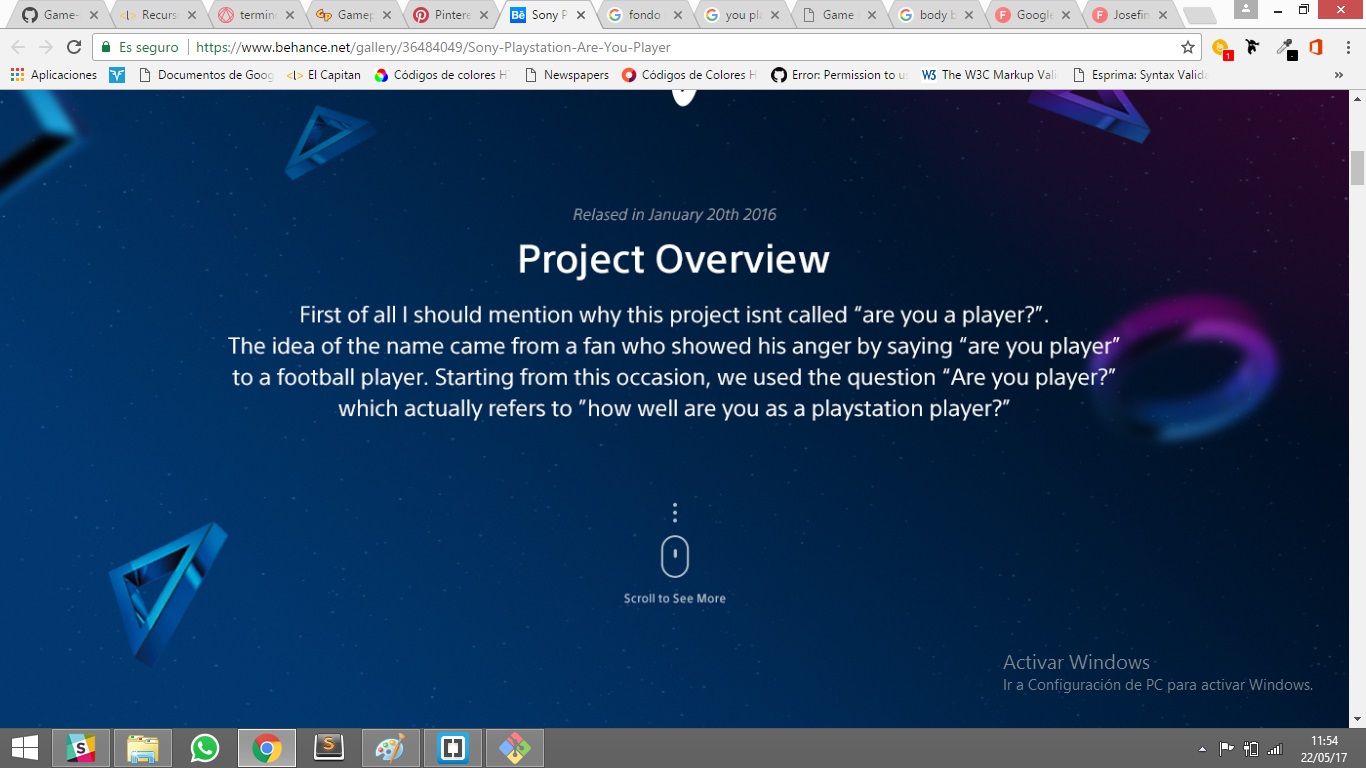 Game-
Recurs
termin
Gamep
Pintere
Bē Sony P
fondo
you pl
Game
body b
Google
Josefin
Es seguro
https://www.behance.net/gallery/36484049/Sony-Playstation-Are-You-Player
1
Aplicaciones
Documentos de Goog
El Capitan
Códigos de colores H
Newspapers
Códigos de Colores H
Error: Permission to us
W3 The W3C Markup Vali
Esprima: Syntax Valida
»
Relased in January 20th 2016
Project Overview
First of all I should mention why this project isnt called “are you a player?”.
The idea of the name came from a fan who showed his anger by saying “are you player”
to a football player. Starting from this occasion, we used the question “Are you player?”
which actually refers to ”how well are you as a playstation player?”
Scroll to See More
Activar Windows
Ir a Configuración de PC para activar Windows.
11:54
22/05/17